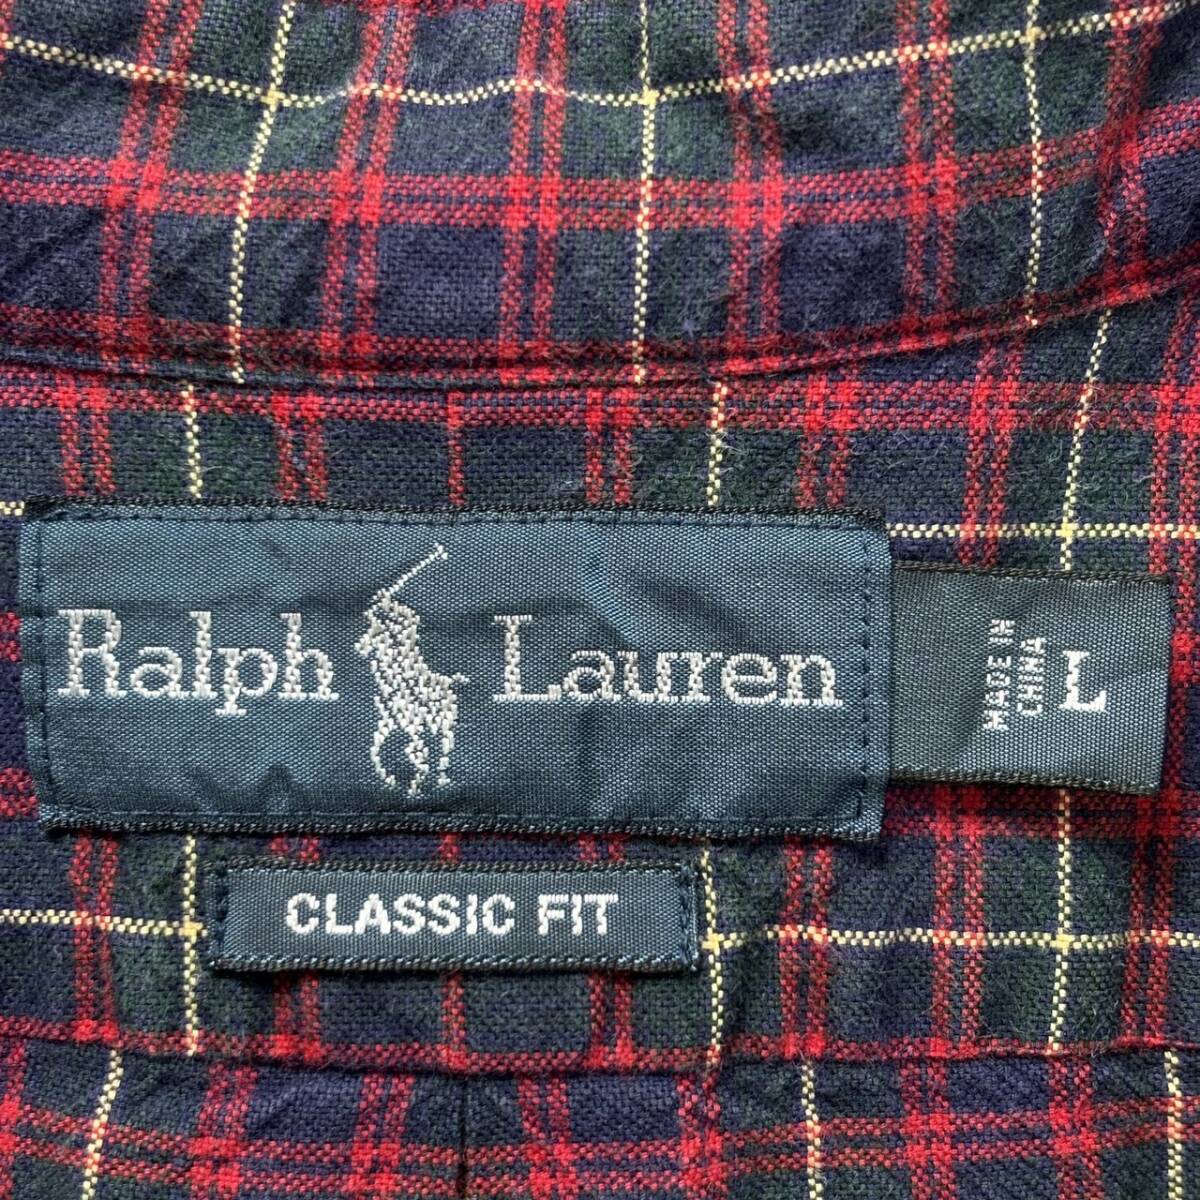 Ralph Lauren
MADE IN
CHINA
L
CLASSIC FIT